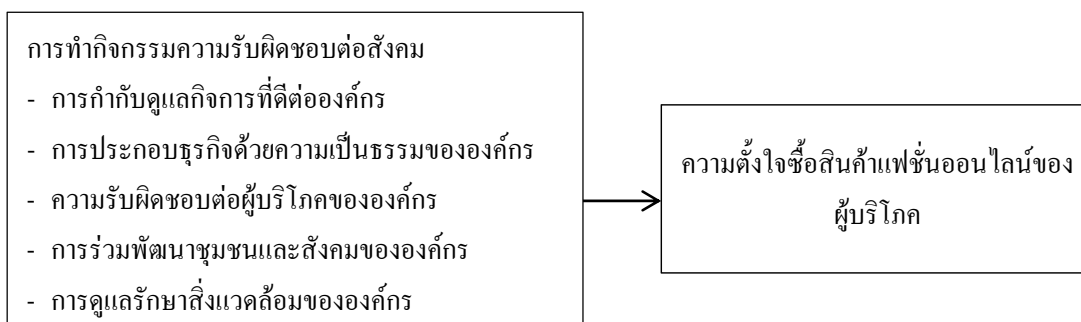 การทำกิจกรรมความรับผิดชอบต่อสังคม
- การกำกับดูแลกิจการที่ดีต่อองค์กร
- การประกอบธุรกิจด้วยความเป็นธรรมขององค์กร
- ความรับผิดชอบต่อผู้บริโภคขององค์กร
- การร่วมพัฒนาชุมชนและสังคมขององค์กร
- การดูแลรักษาสิ่งแวดล้อมขององค์กร
ความตั้งใจซื้อสินค้าแฟชั่นออนไลน์ของ
ผู้บริโภค